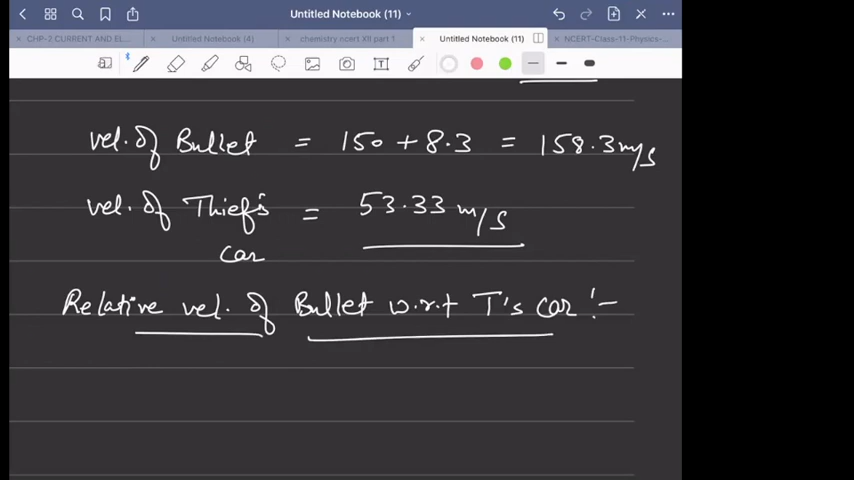 Untitled Notebook (11)
CHP-2 CURRENT AND EL...
Untitled Notebook (4)
chemistry ncert XII part 1
Untitled Notebook (11)
NCERT-Class-11-Physics-...
vel. of Bullet = 150 + 8.3 = 158.3 m/s
vel. of Thief's = 53.33 m/s
car
Relative vel. of Bullet w.r.t T's car :-